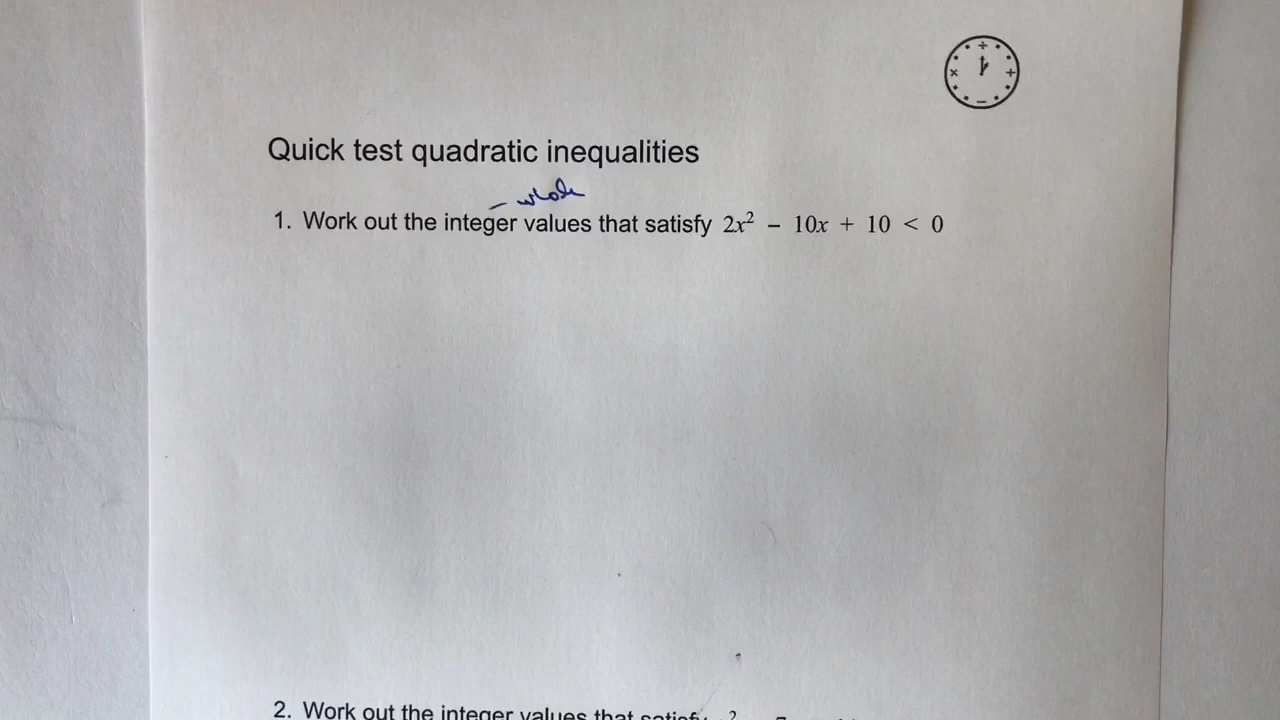 Quick test quadratic inequalities
– whole
1. Work out the integer values that satisfy 2x² − 10x + 10 < 0
2. Work out the integer values that satisfy